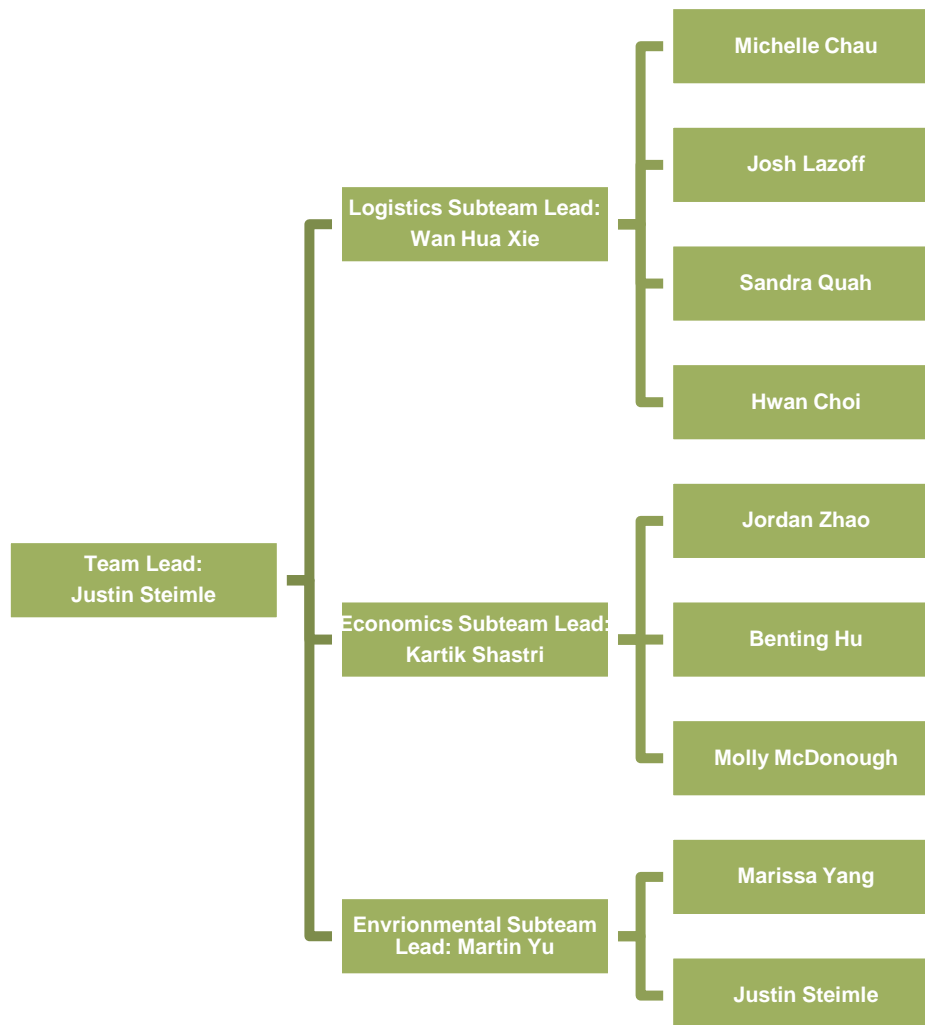 Michelle Chau
Josh Lazoff
Logistics Subteam Lead:
Wan Hua Xie
Sandra Quah
Hwan Choi
Jordan Zhao
Team Lead:
Justin Steimle
Economics Subteam Lead:
Kartik Shastri
Benting Hu
Molly McDonough
Marissa Yang
Envrionmental Subteam
Lead: Martin Yu
Justin Steimle